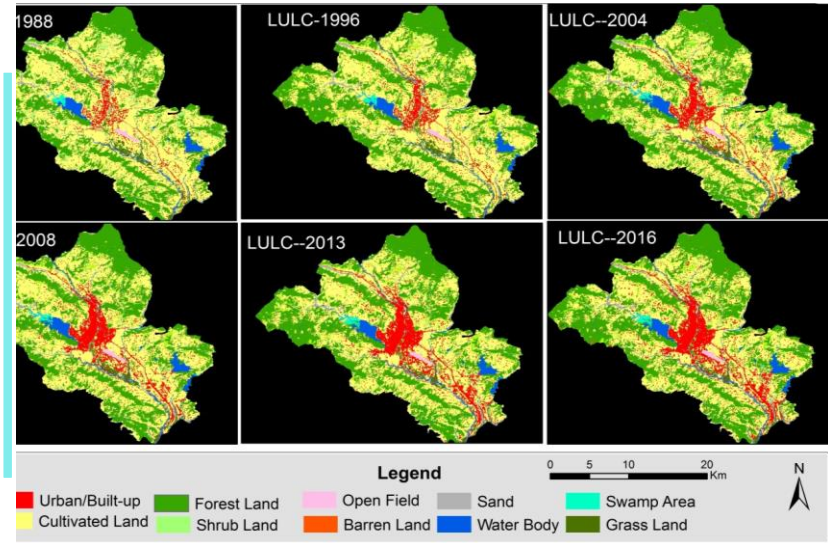 1988
LULC-1996
LULC--2004
2008
LULC--2013
LULC--2016
Legend
0 5 10 20
Km
N
Urban/Built-up
Forest Land
Open Field
Sand
Swamp Area
Cultivated Land
Shrub Land
Barren Land
Water Body
Grass Land